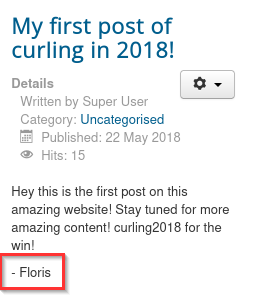 My first post of
curling in 2018!
Details
Written by Super User
Category: Uncategorised
Published: 22 May 2018
Hits: 15
Hey this is the first post on this
amazing website! Stay tuned for more
amazing content! curling2018 for the
win!
- Floris